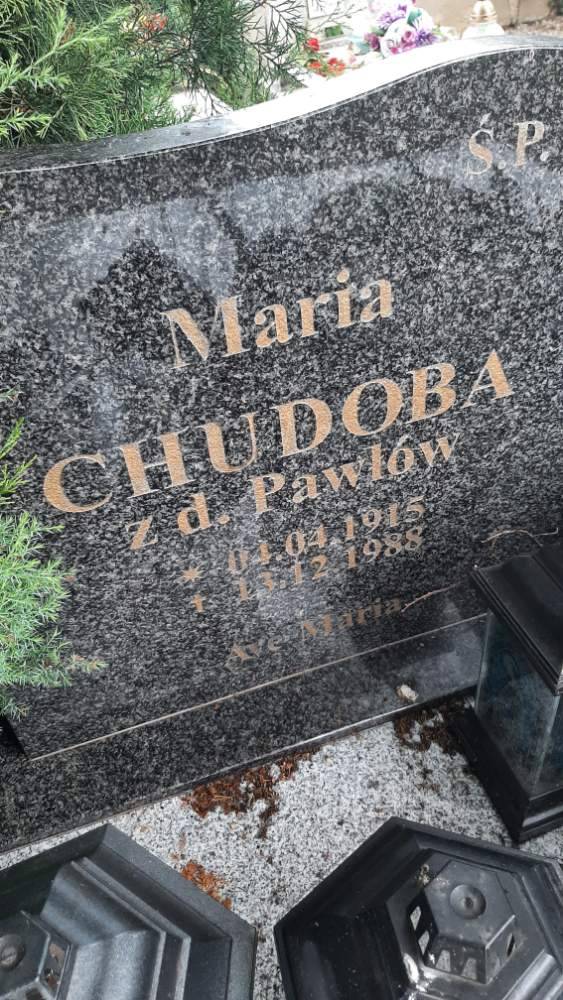 Ś.P.
Maria
CHUDOBA
z d. Pawlów
* 04.04.1915
† 13.12 1988
Ave Maria